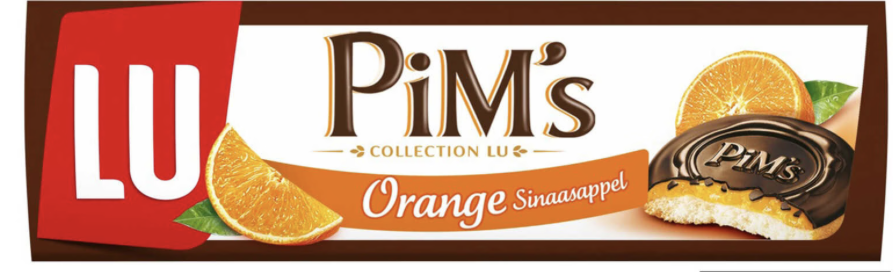 LU
PiM's
COLLECTION LU
Orange Sinaasappel
PiM's